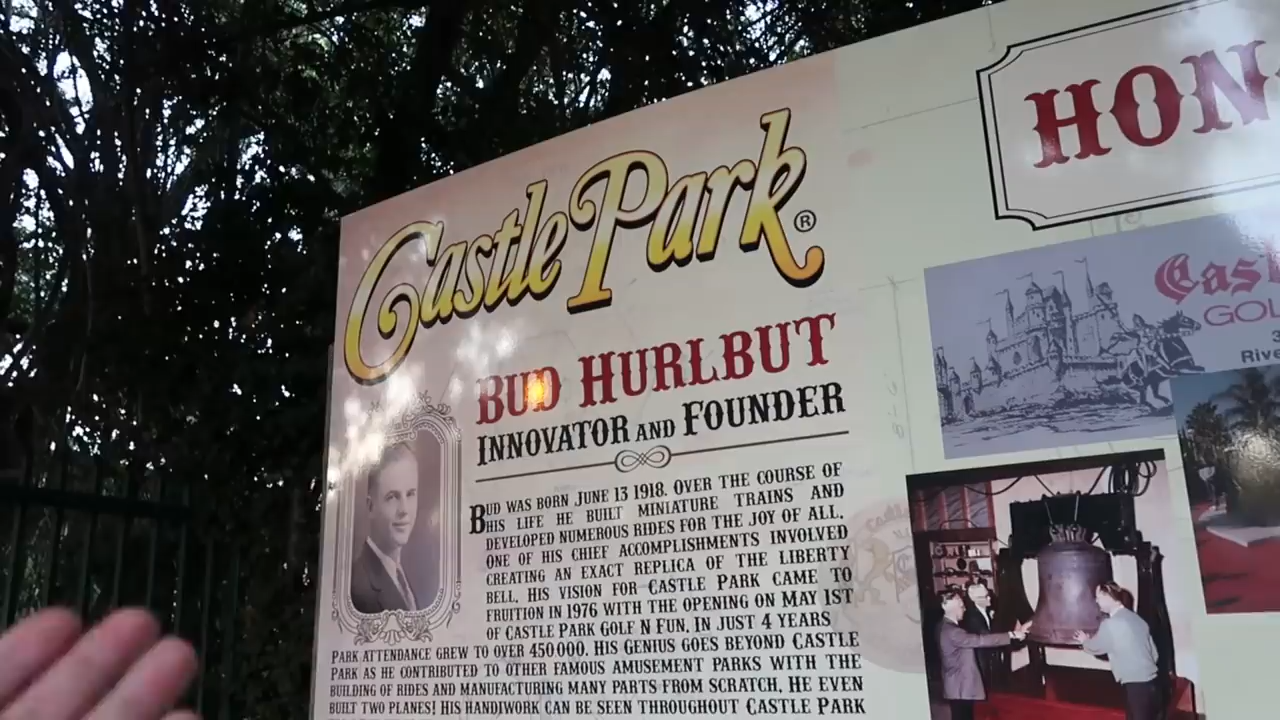 Castle Park®
BUD HURLBUT
INNOVATOR AND FOUNDER
BUD WAS BORN JUNE 13 1918. OVER THE COURSE OF
HIS LIFE HE BUILT MINIATURE TRAINS AND
DEVELOPED NUMEROUS RIDES FOR THE JOY OF ALL.
ONE OF HIS CHIEF ACCOMPLISHMENTS INVOLVED
CREATING AN EXACT REPLICA OF THE LIBERTY
BELL. HIS VISION FOR CASTLE PARK CAME TO
FRUITION IN 1976 WITH THE OPENING ON MAY 1ST
OF CASTLE PARK GOLF N FUN. IN JUST 4 YEARS
PARK ATTENDANCE GREW TO OVER 450000. HIS GENIUS GOES BEYOND CASTLE
PARK AS HE CONTRIBUTED TO OTHER FAMOUS AMUSEMENT PARKS WITH THE
BUILDING OF RIDES AND MANUFACTURING MANY PARTS FROM SCRATCH. HE EVEN
BUILT TWO PLANES! HIS HANDIWORK CAN BE SEEN THROUGHOUT CASTLE PARK
HON
Cast
GOL
3
Rive